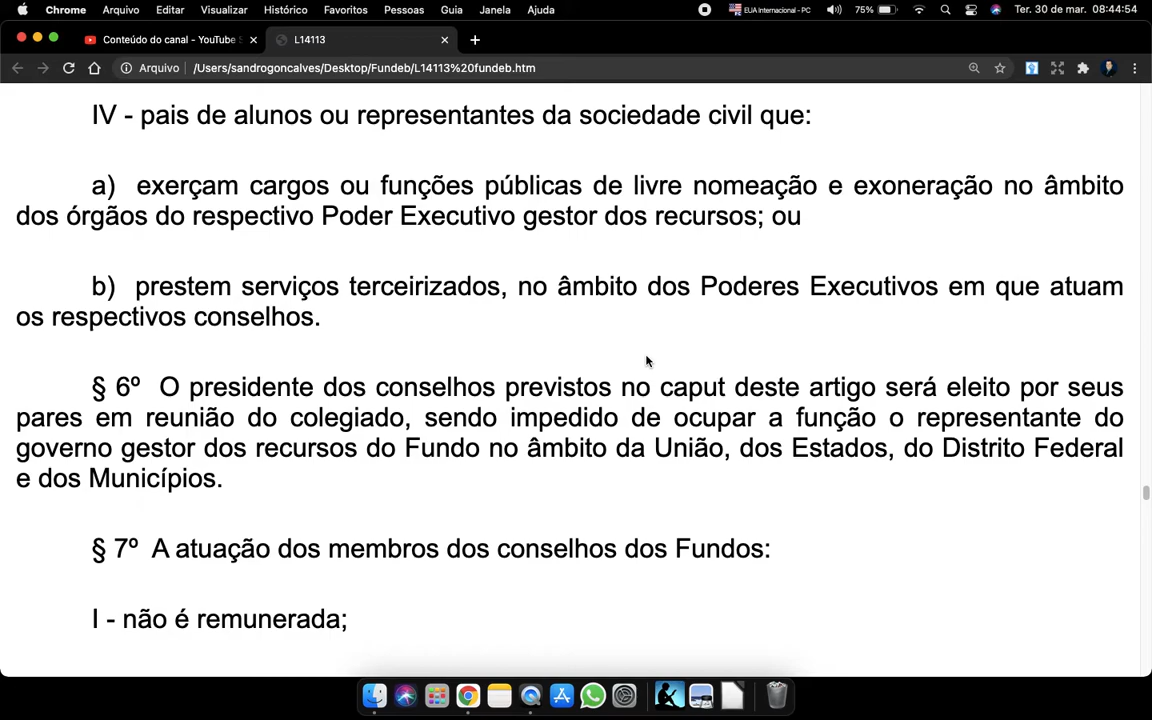 Chrome Arquivo Editar Visualizar Histórico Favoritos Pessoas Guia Janela Ajuda EUA Internacional - PC 75% Ter. 30 de mar. 08:44:54
Conteúdo do canal - YouTube L14113
Arquivo /Users/sandrogoncalves/Desktop/Fundeb/L14113%20fundeb.htm
IV - pais de alunos ou representantes da sociedade civil que:
a) exerçam cargos ou funções públicas de livre nomeação e exoneração no âmbito
dos órgãos do respectivo Poder Executivo gestor dos recursos; ou
b) prestem serviços terceirizados, no âmbito dos Poderes Executivos em que atuam
os respectivos conselhos.
§ 6º O presidente dos conselhos previstos no caput deste artigo será eleito por seus
pares em reunião do colegiado, sendo impedido de ocupar a função o representante do
governo gestor dos recursos do Fundo no âmbito da União, dos Estados, do Distrito Federal
e dos Municípios.
§ 7º A atuação dos membros dos conselhos dos Fundos:
I - não é remunerada;